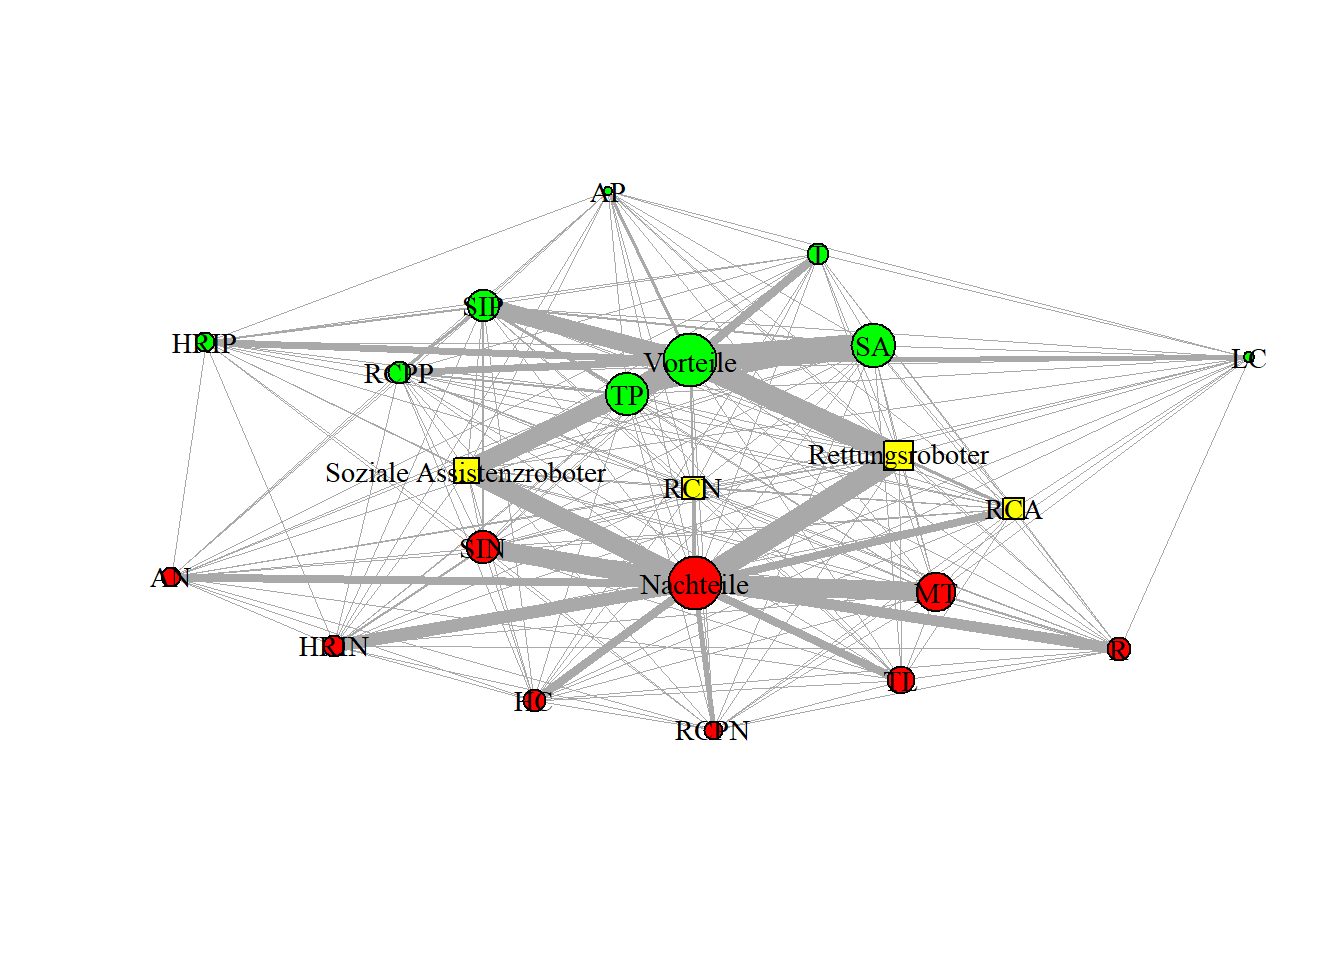 AP
T
SIP
HRIP
SA
LC
Vorteile
RCPP
TP
Rettungsroboter
Soziale Assistenzroboter
RCN
RCA
SIN
AN
Nachteile
MT
HRIN
R
TL
HC
RCPN